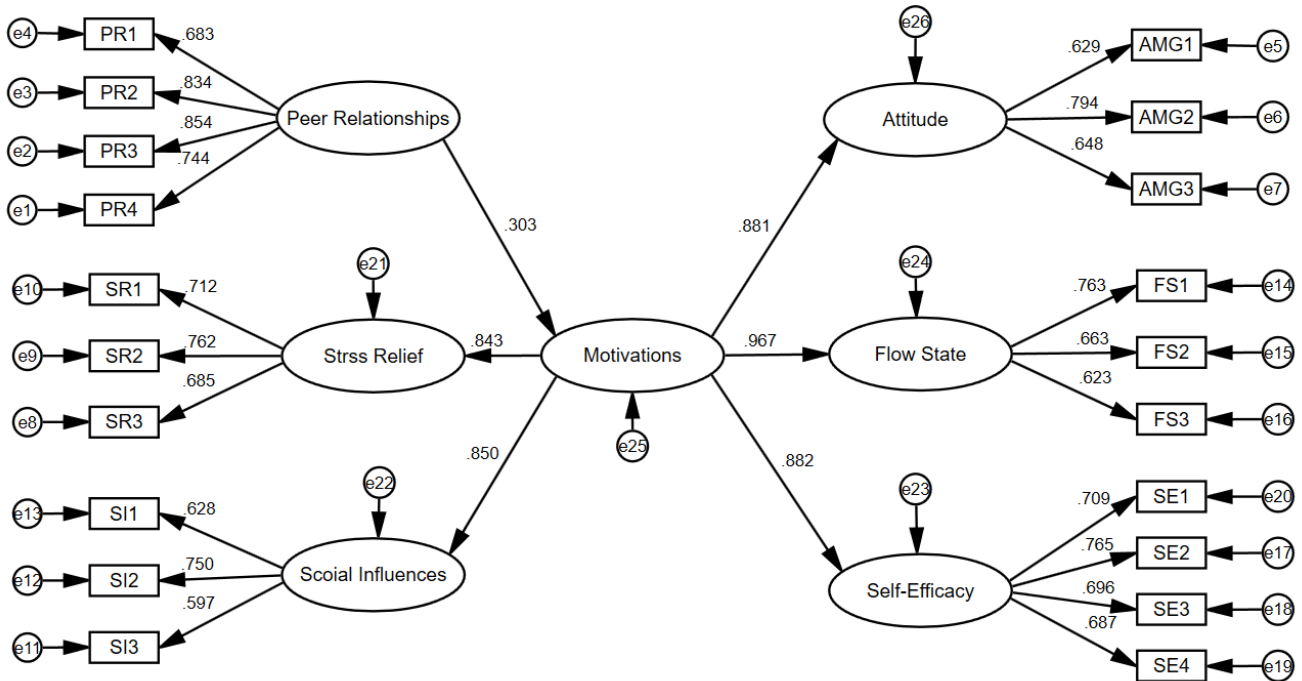 e4
PR1
.683
e3
PR2
.834
e2
PR3
.854
e1
PR4
.744
Peer Relationships
.303
e10
SR1
.712
e9
SR2
.762
e8
SR3
.685
e21
Strss Relief
.843
Motivations
e25
.850
e13
SI1
.628
e12
SI2
.750
e11
SI3
.597
e22
Scoial Influences
e26
Attitude
.881
.629
AMG1
e5
.794
AMG2
e6
.648
AMG3
e7
e24
.967
Flow State
.763
FS1
e14
.663
FS2
e15
.623
FS3
e16
.882
e23
Self-Efficacy
.709
SE1
e20
.765
SE2
e17
.696
SE3
e18
.687
SE4
e19